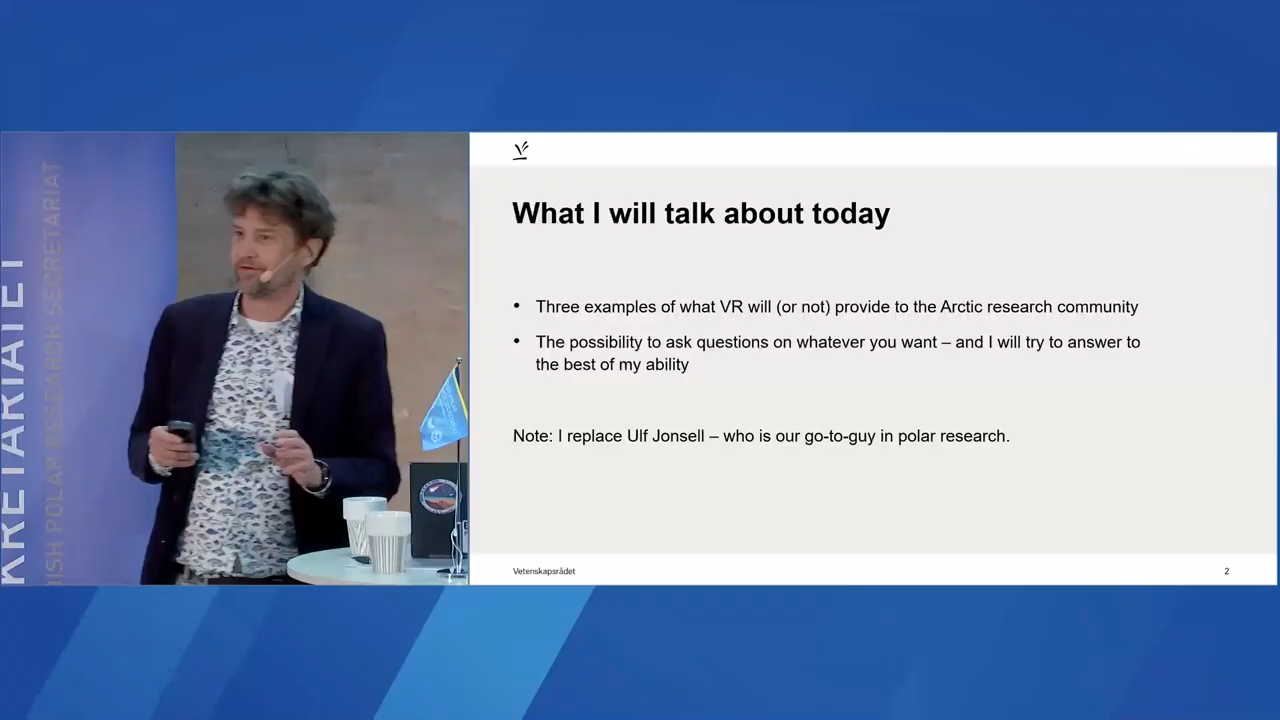 KRETARIATET
DISH POLAR RESEARCH SECRETARIAT
What I will talk about today
• Three examples of what VR will (or not) provide to the Arctic research community
• The possibility to ask questions on whatever you want – and I will try to answer to
the best of my ability
Note: I replace Ulf Jonsell – who is our go-to-guy in polar research.
Vetenskapsrådet
2